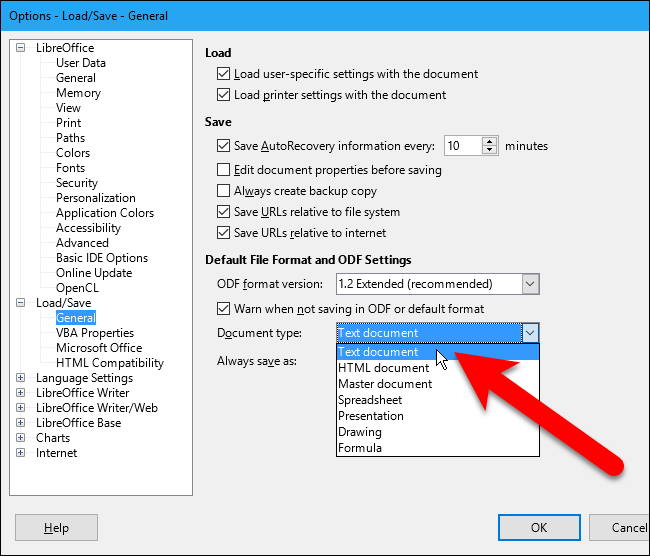 Options - Load/Save - General
LibreOffice
User Data
General
Memory
View
Print
Paths
Colors
Fonts
Security
Personalization
Application Colors
Accessibility
Advanced
Basic IDE Options
Online Update
OpenCL
Load/Save
General
VBA Properties
Microsoft Office
HTML Compatibility
Language Settings
LibreOffice Writer
LibreOffice Writer/Web
LibreOffice Base
Charts
Internet
Load
Load user-specific settings with the document
Load printer settings with the document
Save
Save AutoRecovery information every: 10 minutes
Edit document properties before saving
Always create backup copy
Save URLs relative to file system
Save URLs relative to internet
Default File Format and ODF Settings
ODF format version: 1.2 Extended (recommended)
Warn when not saving in ODF or default format
Document type: Text document
Text document
Always save as:
HTML document
Master document
Spreadsheet
Presentation
Drawing
Formula
Help
OK
Cancel